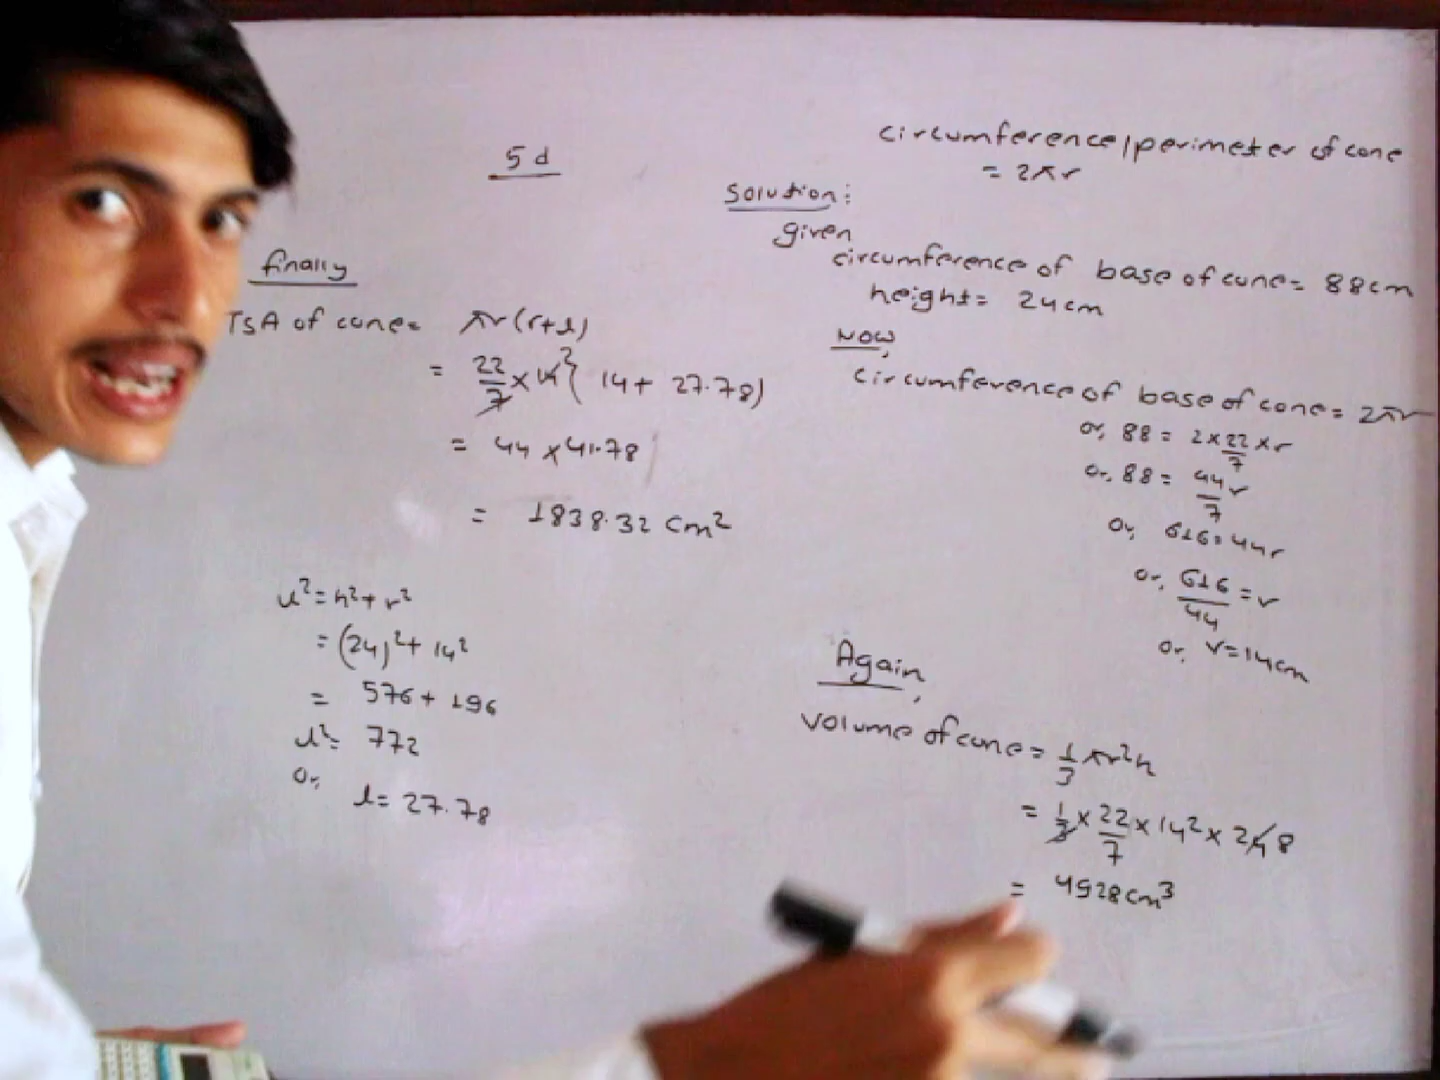 5 d
circumference/perimeter of cone
= 2πr
Solution:
given
circumference of base of cone= 88cm
height= 24cm
Now,
circumference of base of cone= 2πr
or, 88 = 2×22/7×r
or, 88 = 44/7 r
or, 616=44r
or, 616/44 = r
or, r=14cm
Again,
volume of cone= 1/3 πr²h
= 1/3 × 22/7 × 14² × 24 8
= 4928cm³
finally
TSA of cone= πr(r+l)
= 22/7 × 14 2( 14+ 27.78)
= 44 ×41.78
= 1838.32 cm²
l²= h²+r²
= (24)²+ 14²
= 576+ 196
l²= 772
or,
l= 27.78